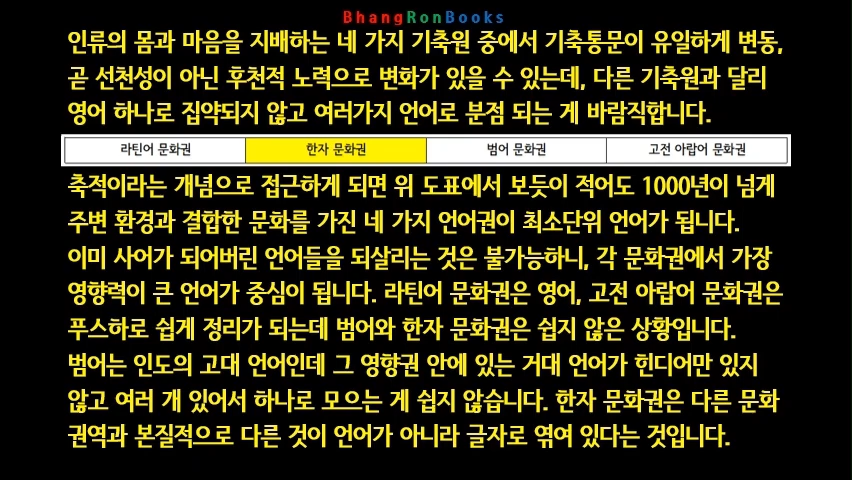 BhangRonBooks
인류의 몸과 마음을 지배하는 네 가지 기축원 중에서 기축통문이 유일하게 변동,
곧 선천성이 아닌 후천적 노력으로 변화가 있을 수 있는데, 다른 기축원과 달리
영어 하나로 집약되지 않고 여러가지 언어로 분점 되는 게 바람직합니다.
라틴어 문화권 한자 문화권 범어 문화권 고전 아랍어 문화권
축적이라는 개념으로 접근하게 되면 위 도표에서 보듯이 적어도 1000년이 넘게
주변 환경과 결합한 문화를 가진 네 가지 언어권이 최소단위 언어가 됩니다.
이미 사어가 되어버린 언어들을 되살리는 것은 불가능하니, 각 문화권에서 가장
영향력이 큰 언어가 중심이 됩니다. 라틴어 문화권은 영어, 고전 아랍어 문화권은
푸스하로 쉽게 정리가 되는데 범어와 한자 문화권은 쉽지 않은 상황입니다.
범어는 인도의 고대 언어인데 그 영향권 안에 있는 거대 언어가 힌디어만 있지
않고 여러 개 있어서 하나로 모으는 게 쉽지 않습니다. 한자 문화권은 다른 문화
권역과 본질적으로 다른 것이 언어가 아니라 글자로 엮여 있다는 것입니다.